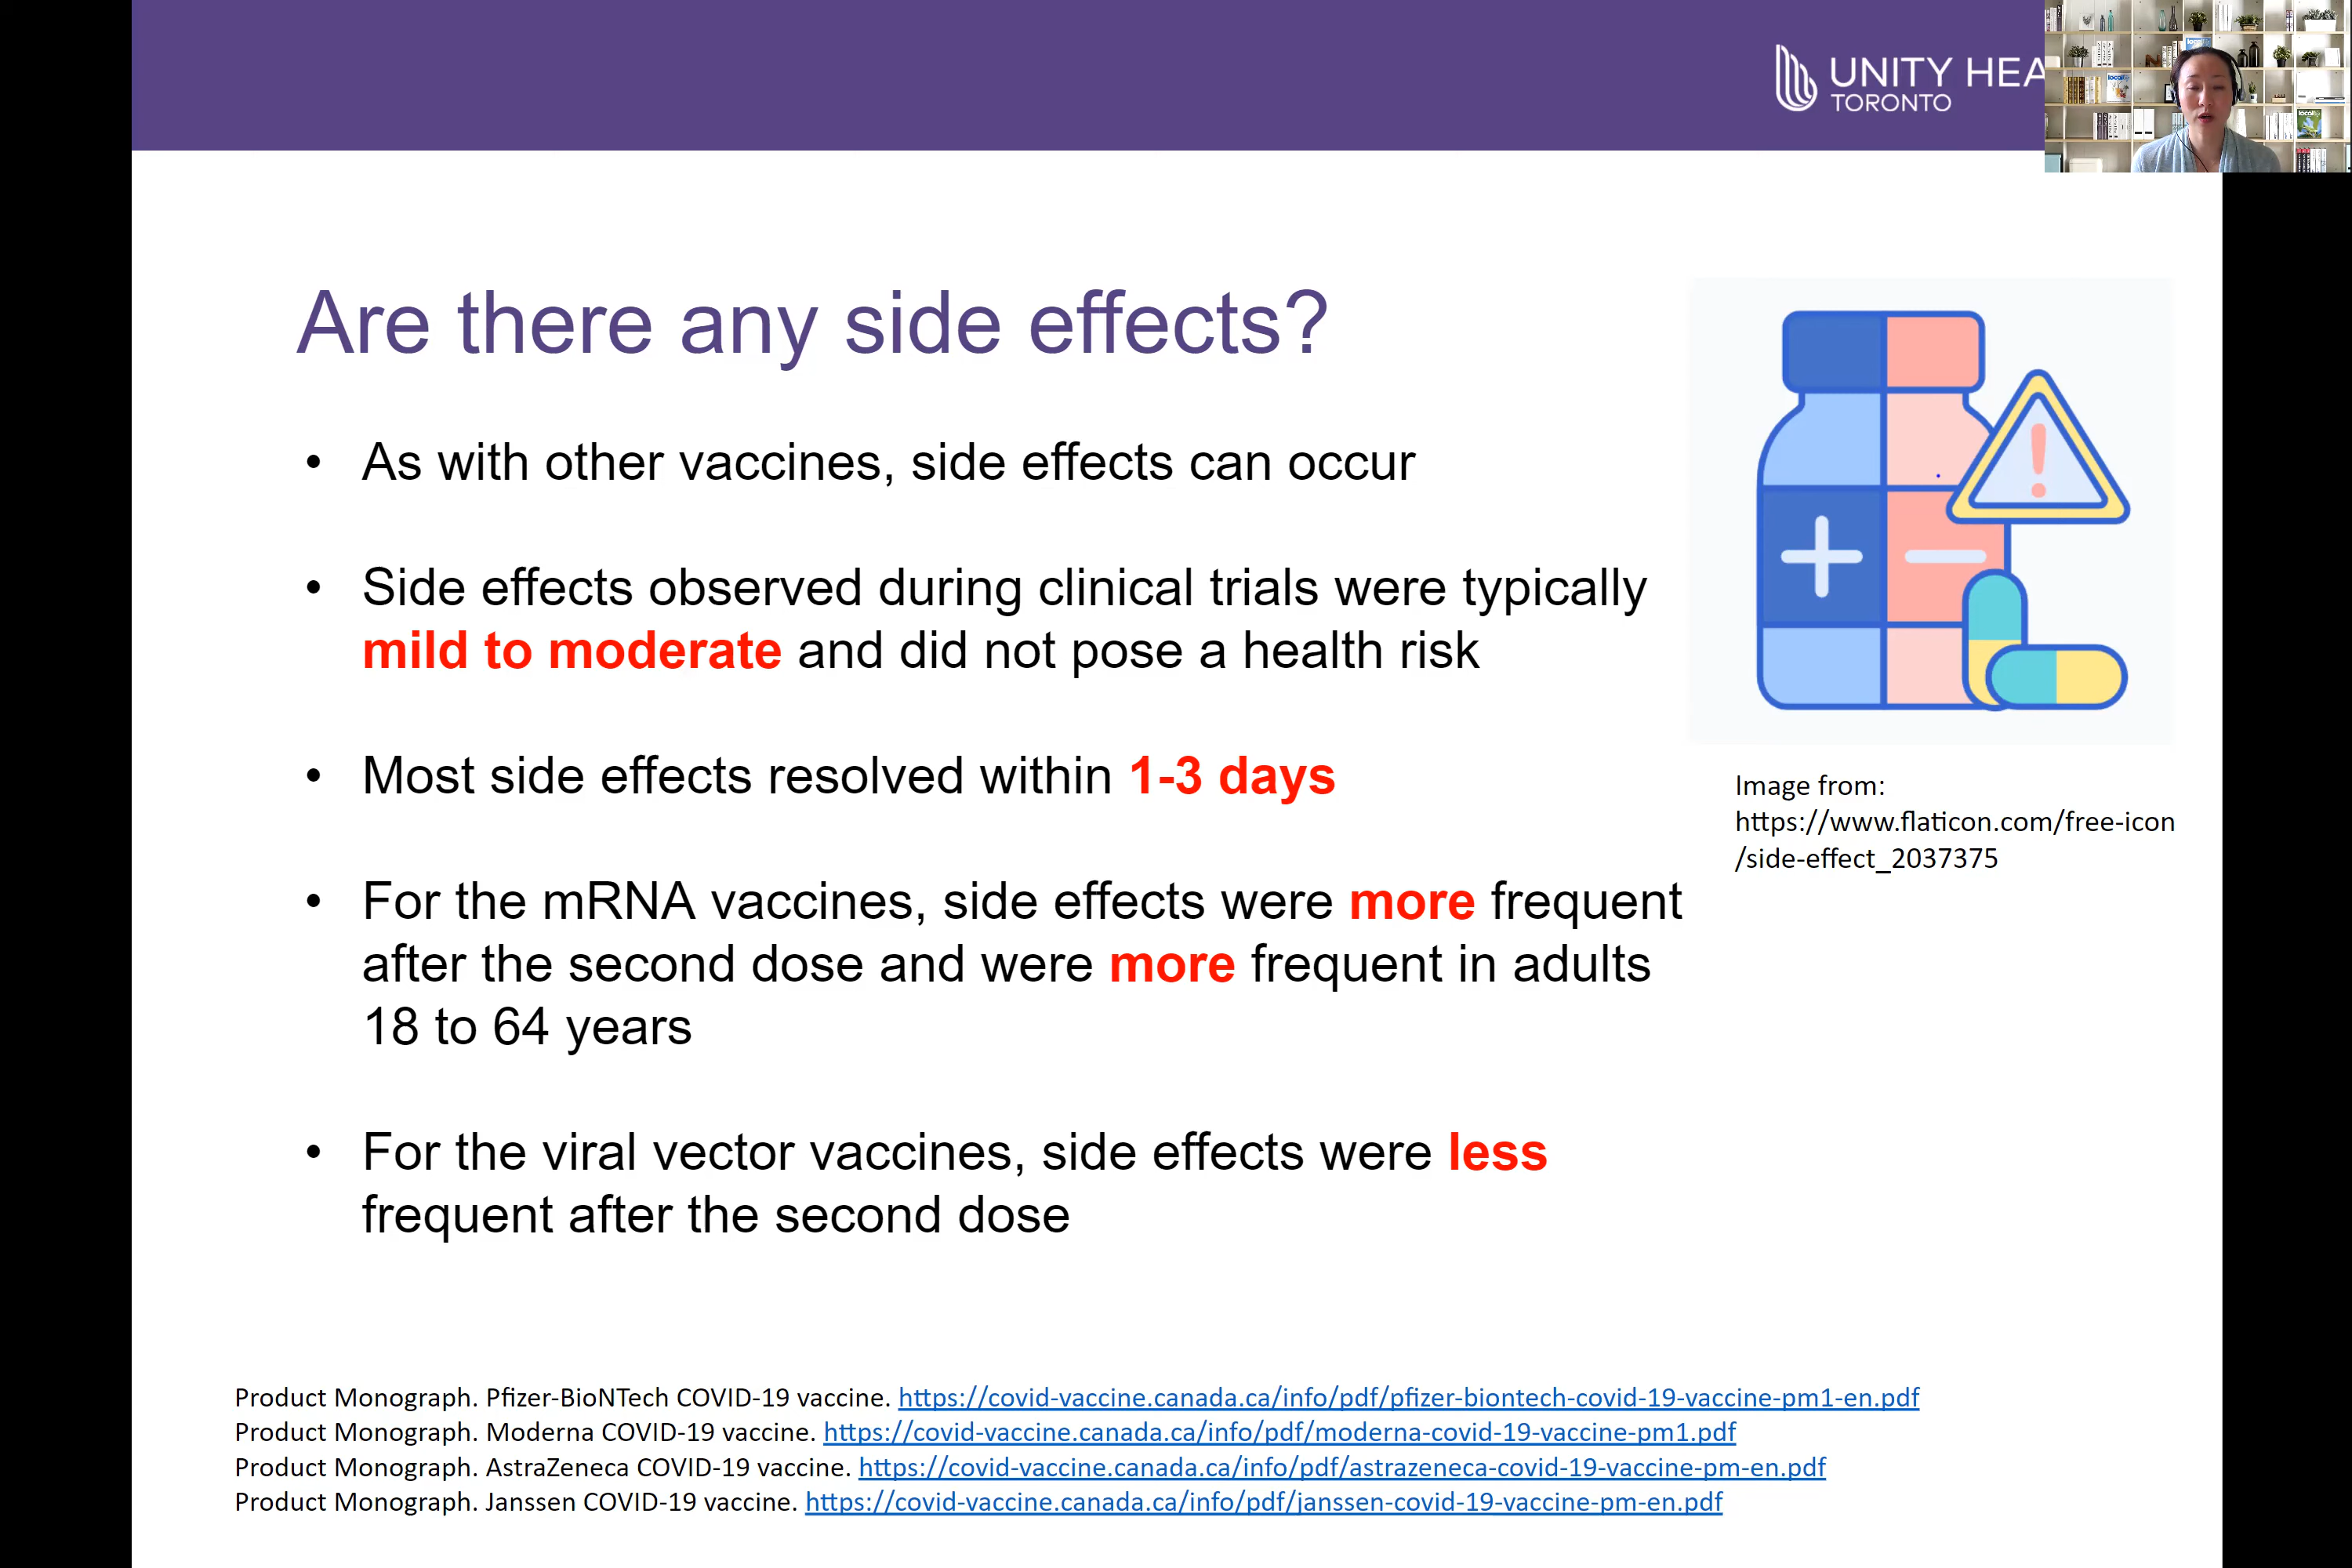 UNITY HEA
TORONTO
Are there any side effects?
• As with other vaccines, side effects can occur
• Side effects observed during clinical trials were typically
mild to moderate and did not pose a health risk
• Most side effects resolved within 1-3 days
• For the mRNA vaccines, side effects were more frequent
after the second dose and were more frequent in adults
18 to 64 years
• For the viral vector vaccines, side effects were less
frequent after the second dose
Image from:
https://www.flaticon.com/free-icon
/side-effect_2037375
Product Monograph. Pfizer-BioNTech COVID-19 vaccine. https://covid-vaccine.canada.ca/info/pdf/pfizer-biontech-covid-19-vaccine-pm1-en.pdf
Product Monograph. Moderna COVID-19 vaccine. https://covid-vaccine.canada.ca/info/pdf/moderna-covid-19-vaccine-pm1.pdf
Product Monograph. AstraZeneca COVID-19 vaccine. https://covid-vaccine.canada.ca/info/pdf/astrazeneca-covid-19-vaccine-pm-en.pdf
Product Monograph. Janssen COVID-19 vaccine. https://covid-vaccine.canada.ca/info/pdf/janssen-covid-19-vaccine-pm-en.pdf